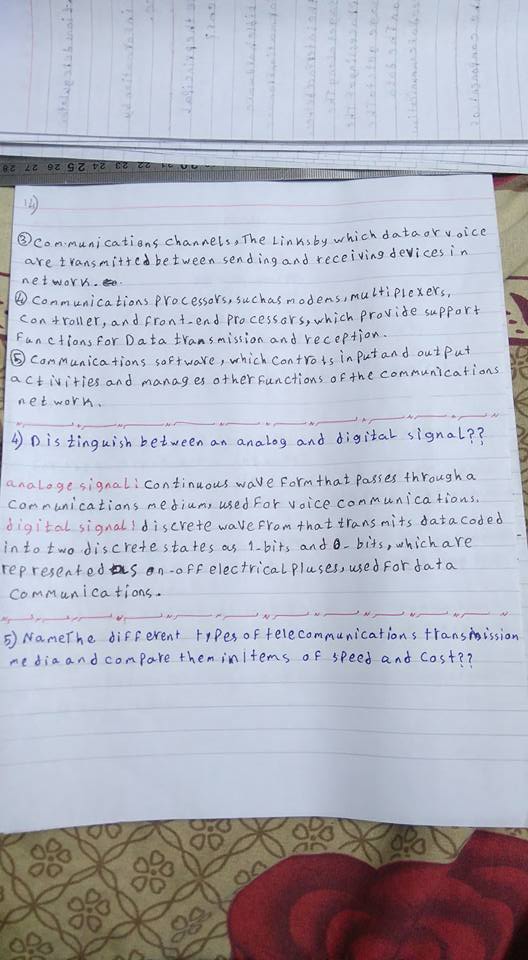 28 27 26 25 24 23 22 21 20
14)
③ Communications channels, The Links by which data or voice
are transmitted between sending and receiving devices in
network.
④ Communications Processors, such as modems, multiplexers,
controller, and front-end Processors, which Provide support
Functions for Data transmission and reception.
⑤ Communications software, which controls input and output
activities and manages other functions of the communications
network.
4) Distinguish between an analog and digital signal??
analoge signal: continuous wave form that passes through a
communications medium, used for voice communications.
digital signal: discrete wave from that transmits data coded
into two discrete states as 1-bits and 0-bits, which are
represented as on-off electrical pluses, used for data
communications.
5) Name The different types of telecommunications transmission
media and compare them in Items of speed and Cost??